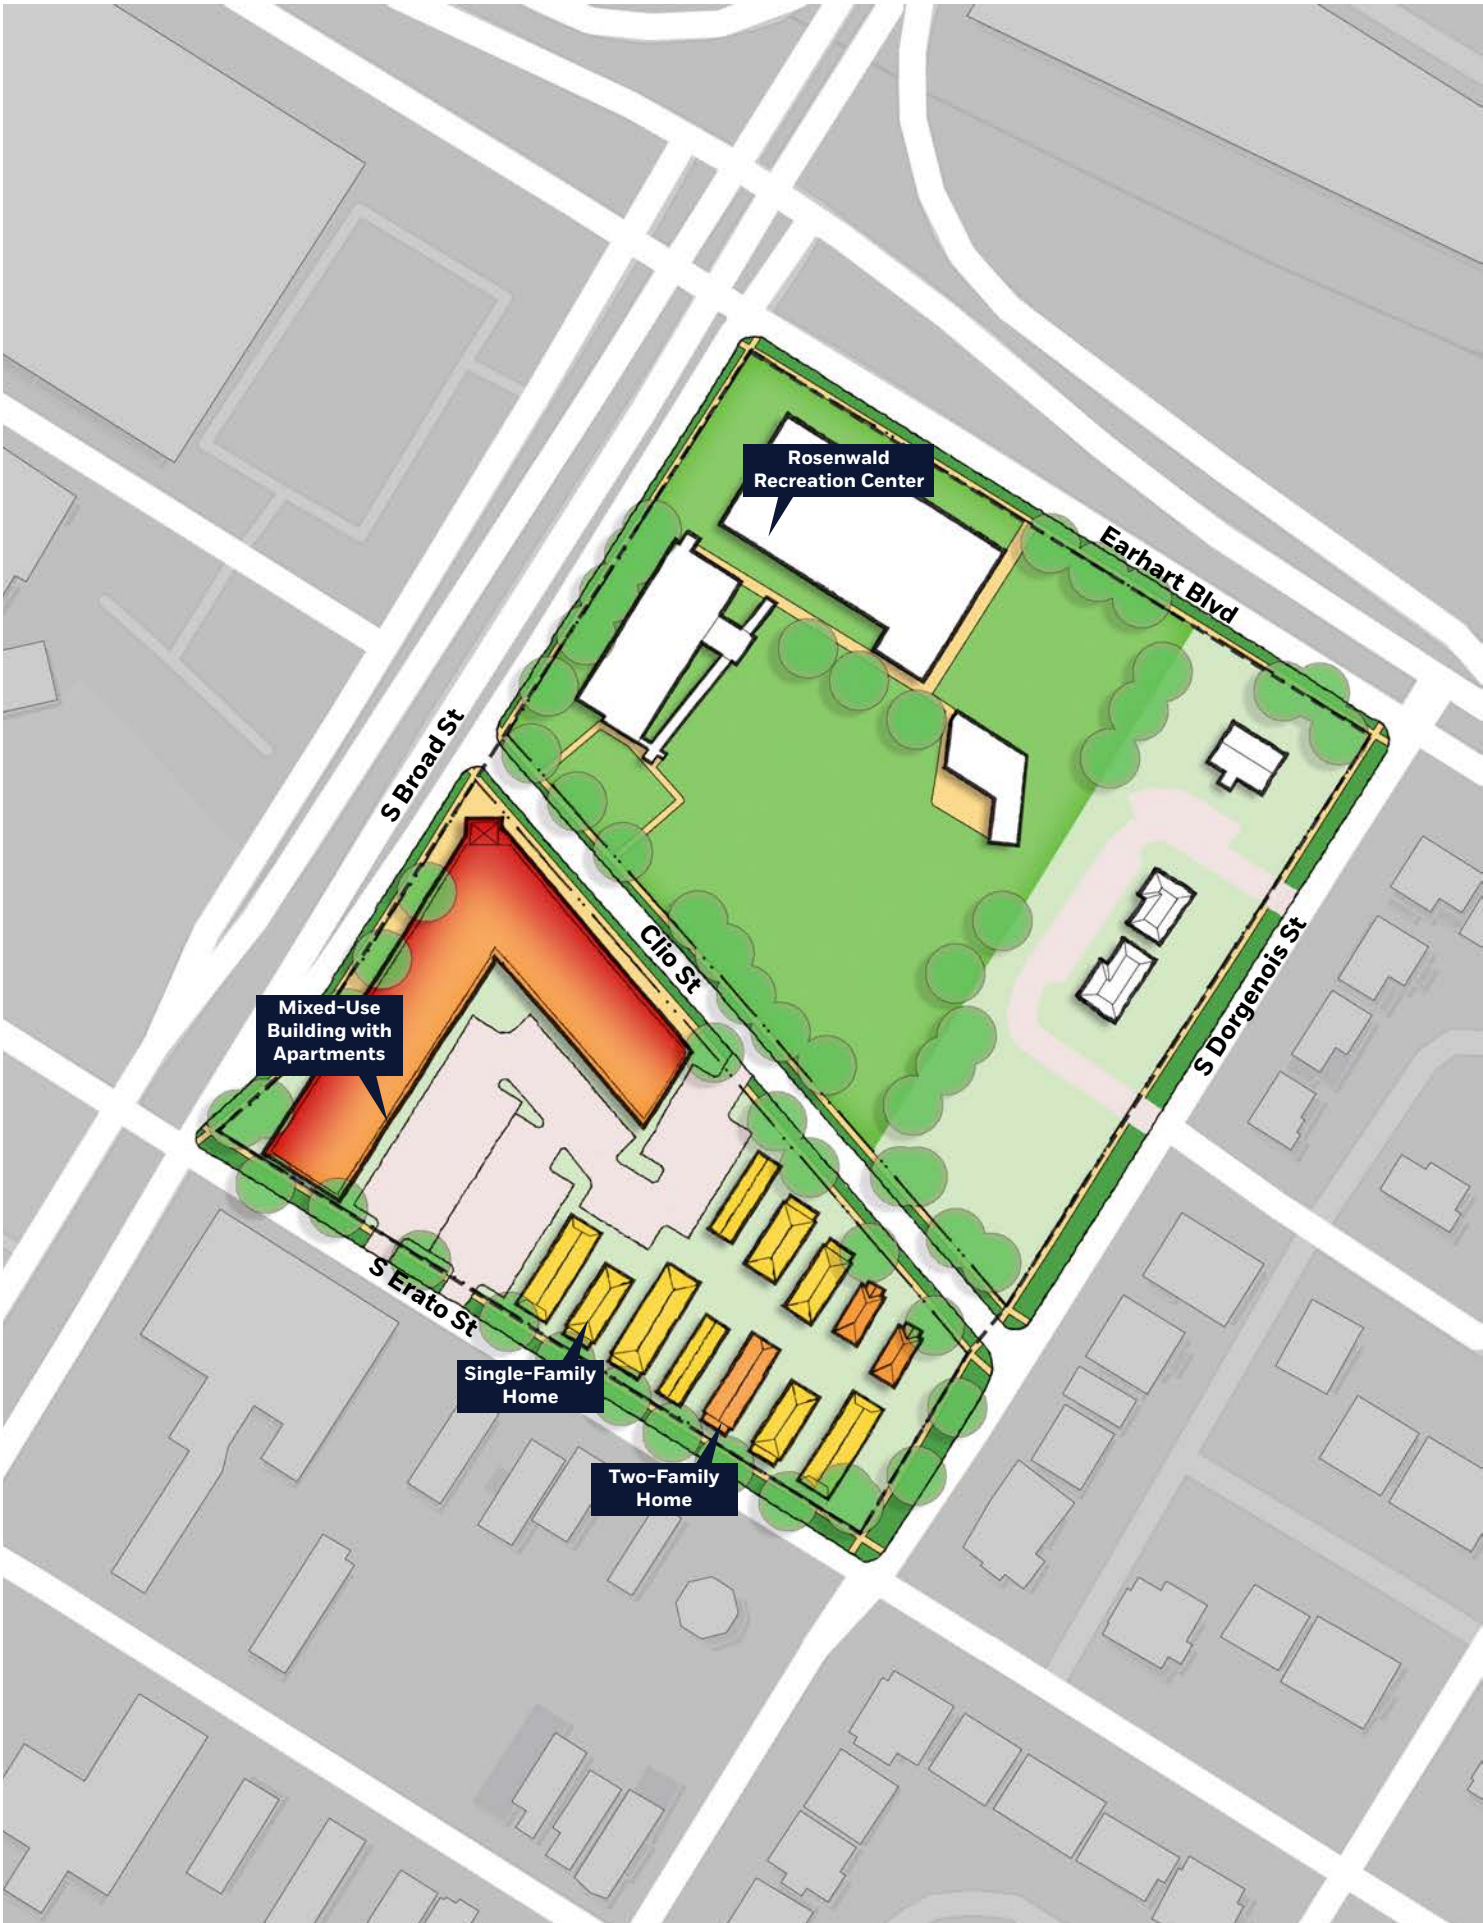 Rosenwald
Recreation Center
Earhart Blvd
S Broad St
Clio St
S Dorgenois St
Mixed-Use
Building with
Apartments
S Erato St
Single-Family
Home
Two-Family
Home